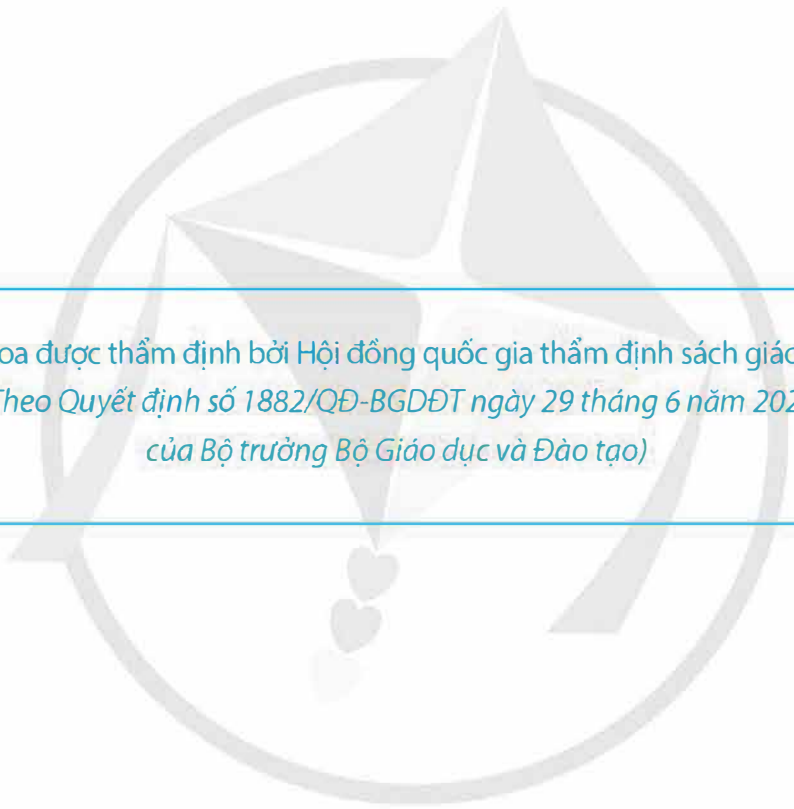 oa được thẩm định bởi Hội đồng quốc gia thẩm định sách giáo
Theo Quyết định số 1882/QĐ-BGDĐT ngày 29 tháng 6 năm 202
của Bộ trưởng Bộ Giáo dục và Đào tạo)